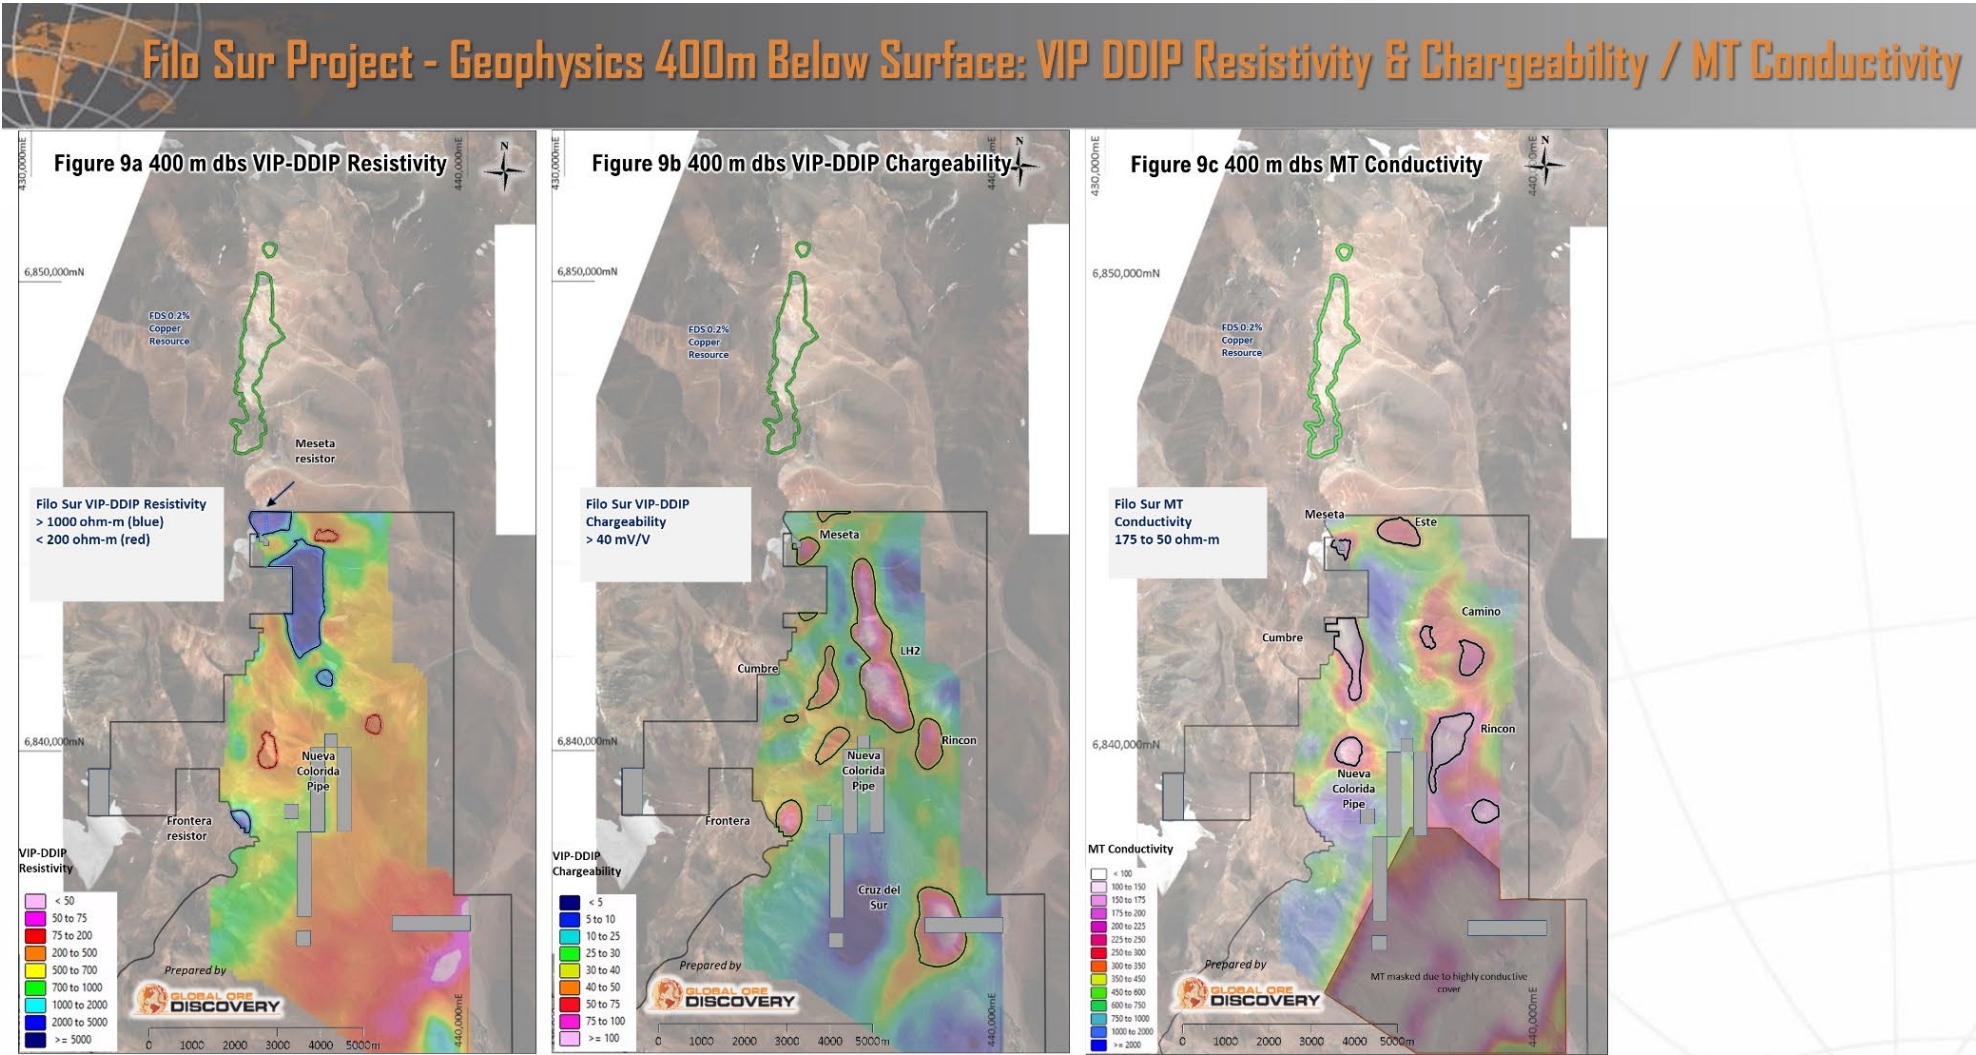 Filo Sur Project - Geophysics 400m Below Surface: VIP DDIP Resistivity & Chargeability / MT Conductivity
Figure 9a 400 m dbs VIP-DDIP Resistivity
N
430,000mE
440,000mE
6,850,000mN
FDS 0.2%
Copper
Resource
Meseta
resistor
Filo Sur VIP-DDIP Resistivity
> 1000 ohm-m (blue)
< 200 ohm-m (red)
6,840,000mN
Nueva
Colorida
Pipe
Frontera
resistor
VIP-DDIP
Resistivity
< 50
50 to 75
75 to 200
200 to 500
500 to 700
700 to 1000
1000 to 2000
2000 to 5000
>= 5000
Prepared by
GLOBAL ORE
DISCOVERY
0 1000 2000 3000 4000 5000m
440,000mE
Figure 9b 400 m dbs VIP-DDIP Chargeability
N
430,000mE
440
6,850,000mN
FDS 0.2%
Copper
Resource
Filo Sur VIP-DDIP
Chargeability
> 40 mV/V
Meseta
LH2
Cumbre
Rincon
6,840,000mN
Nueva
Colorida
Pipe
Frontera
Cruz del
Sur
VIP-DDIP
Chargeability
< 5
5 to 10
10 to 25
25 to 30
30 to 40
40 to 50
50 to 75
75 to 100
>= 100
Prepared by
GLOBAL ORE
DISCOVERY
0 1000 2000 3000 4000 5000m
440,000mE
Figure 9c 400 m dbs MT Conductivity
N
430,000mE
440,000mE
6,850,000mN
FDS 0.2%
Copper
Resource
Filo Sur MT
Conductivity
175 to 50 ohm-m
Meseta
Este
Camino
Cumbre
Rincon
6,840,000mN
Nueva
Colorida
Pipe
MT Conductivity
< 100
100 to 150
150 to 175
175 to 200
200 to 225
225 to 250
250 to 300
300 to 350
350 to 450
450 to 600
600 to 750
750 to 1000
1000 to 2000
>= 2000
MT masked due to highly conductive
cover
Prepared by
GLOBAL ORE
DISCOVERY
0 1000 2000 3000 4000 5000m
440,000mE